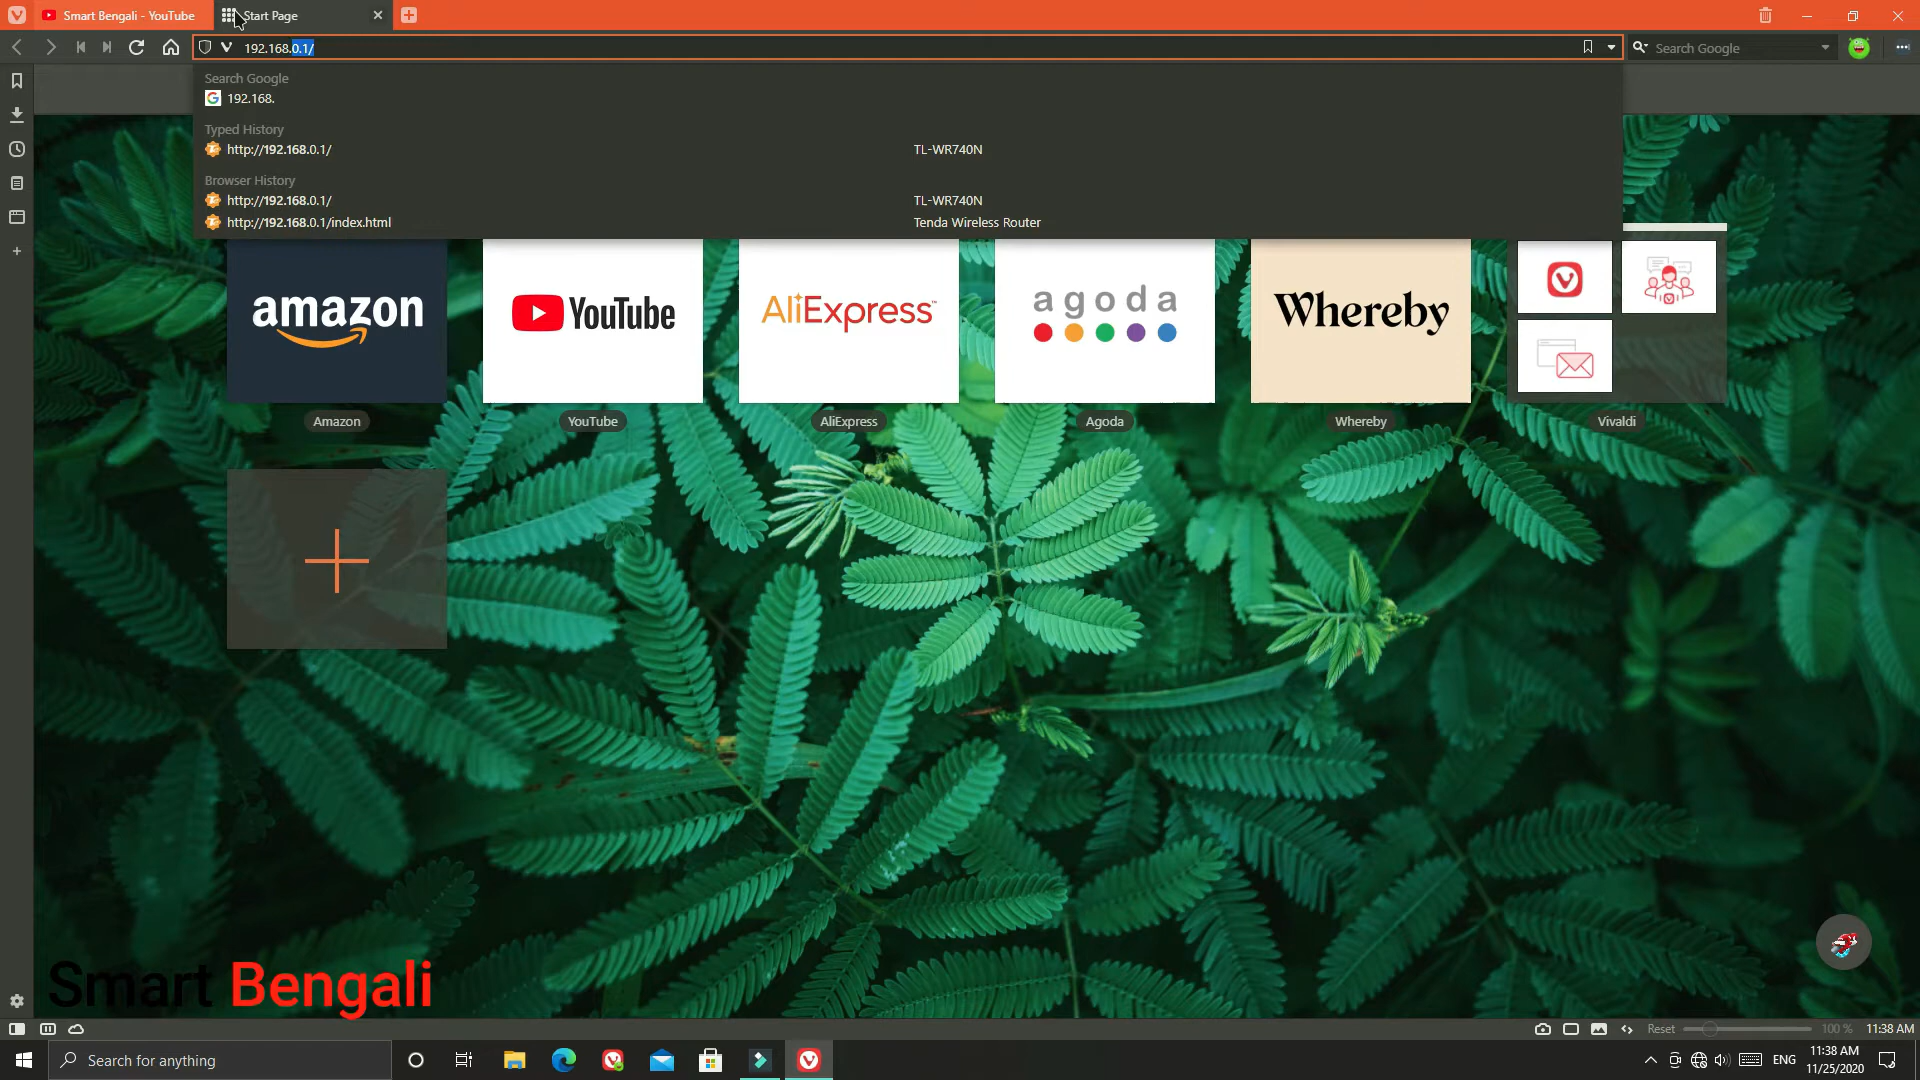 Smart Bengali - YouTube
Start Page
192.168.0.1/
Search Google
Search Google
192.168.
Typed History
http://192.168.0.1/
TL-WR740N
Browser History
http://192.168.0.1/
TL-WR740N
http://192.168.0.1/index.html
Tenda Wireless Router
amazon
YouTube
AliExpress
agoda
Whereby
Amazon
YouTube
AliExpress
Agoda
Whereby
Vivaldi
Smart Bengali
Reset
100 %
11:38 AM
Search for anything
ENG
11:38 AM
11/25/2020